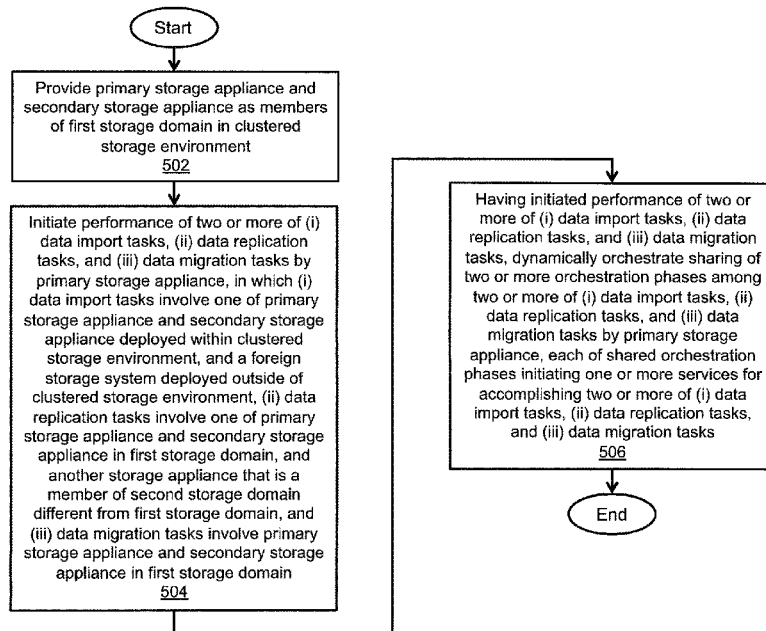 Start
Provide primary storage appliance and
secondary storage appliance as members
of first storage domain in clustered
storage environment
502
Initiate performance of two or more of (i)
data import tasks, (ii) data replication
tasks, and (iii) data migration tasks by
primary storage appliance, in which (i)
data import tasks involve one of primary
storage appliance and secondary storage
appliance deployed within clustered
storage environment, and a foreign
storage system deployed outside of
clustered storage environment, (ii) data
replication tasks involve one of primary
storage appliance and secondary storage
appliance in first storage domain, and
another storage appliance that is a
member of second storage domain
different from first storage domain, and
(iii) data migration tasks involve primary
storage appliance and secondary storage
appliance in first storage domain
504
Having initiated performance of two or
more of (i) data import tasks, (ii) data
replication tasks, and (iii) data migration
tasks, dynamically orchestrate sharing of
two or more orchestration phases among
two or more of (i) data import tasks, (ii)
data replication tasks, and (iii) data
migration tasks by primary storage
appliance, each of shared orchestration
phases initiating one or more services for
accomplishing two or more of (i) data
import tasks, (ii) data replication tasks,
and (iii) data migration tasks
506
End